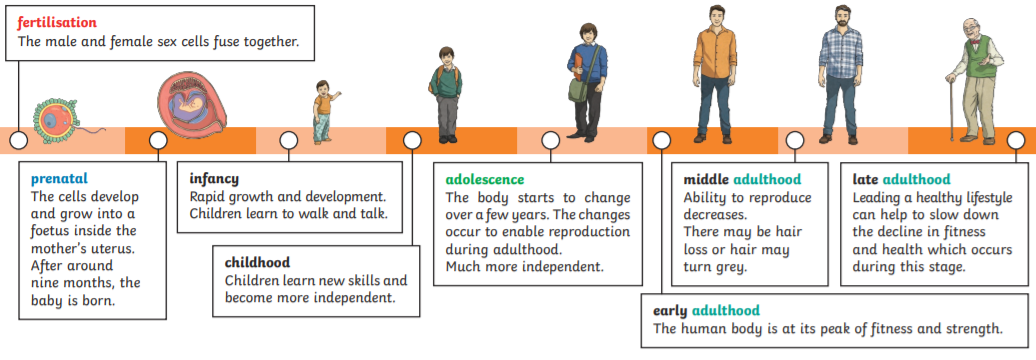 fertilisation
The male and female sex cells fuse together.
prenatal
The cells develop
and grow into a
foetus inside the
mother's uterus.
After around
nine months, the
baby is born.
infancy
Rapid growth and development.
Children learn to walk and talk.
childhood
Children learn new skills and
become more independent.
adolescence
The body starts to change
over a few years. The changes
occur to enable reproduction
during adulthood.
Much more independent.
early adulthood
The human body is at its peak of fitness and strength.
middle adulthood
Ability to reproduce
decreases.
There may be hair
loss or hair may
turn grey.
late adulthood
Leading a healthy lifestyle
can help to slow down
the decline in fitness
and health which occurs
during this stage.